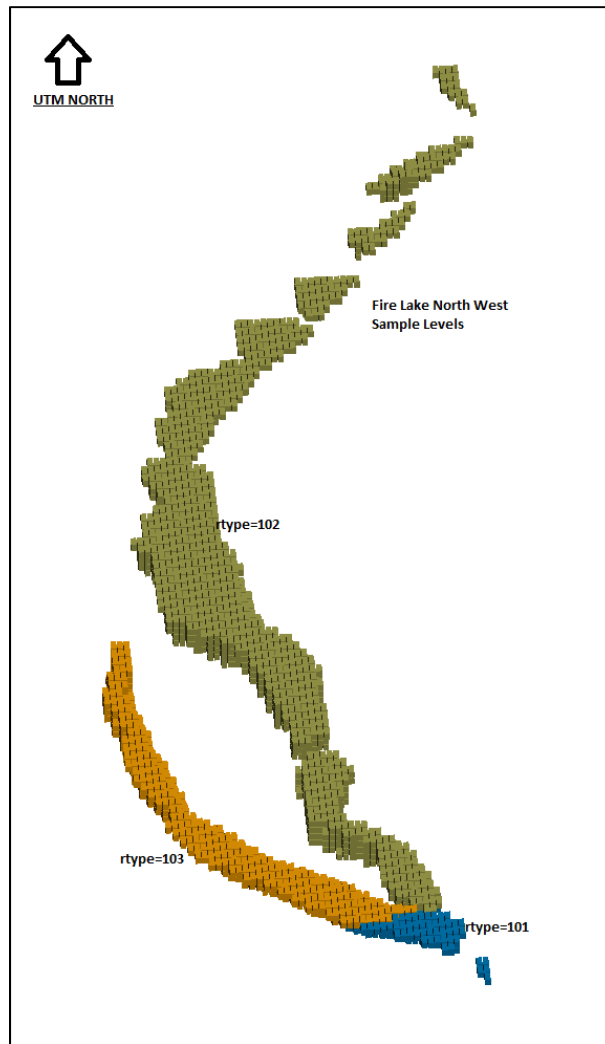 UTM NORTH
Fire Lake North West
Sample Levels
rtype=102
rtype=103
rtype=101